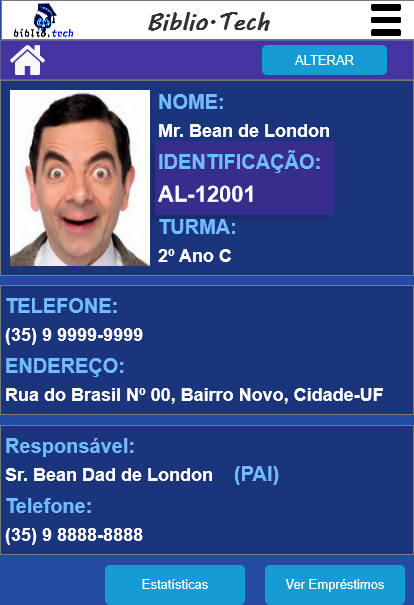 biblio.tech
Biblio·Tech
ALTERAR
NOME:
Mr. Bean de London
IDENTIFICAÇÃO:
AL-12001
TURMA:
2º Ano C
TELEFONE:
(35) 9 9999-9999
ENDEREÇO:
Rua do Brasil Nº 00, Bairro Novo, Cidade-UF
Responsável:
Sr. Bean Dad de London (PAI)
Telefone:
(35) 9 8888-8888
Estatísticas
Ver Empréstimos